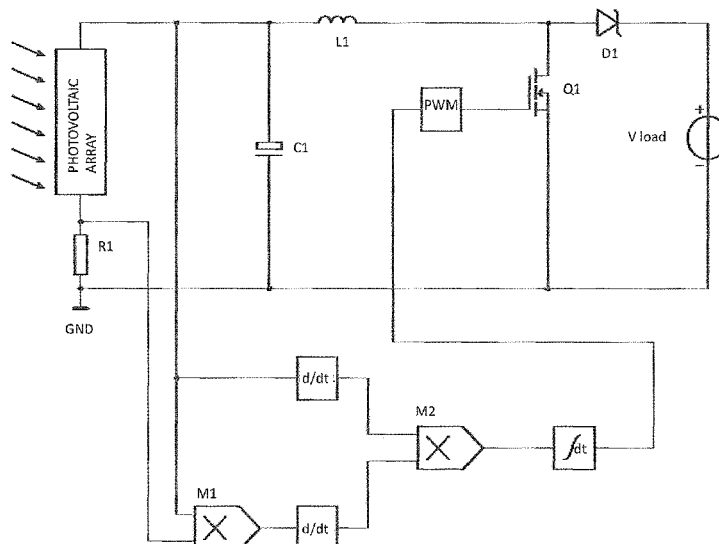 PHOTOVOLTAIC
ARRAY
L1
D1
Q1
PWM
C1
+
V load
−
R1
GND
d/dt
M2
∫dt
M1
d/dt